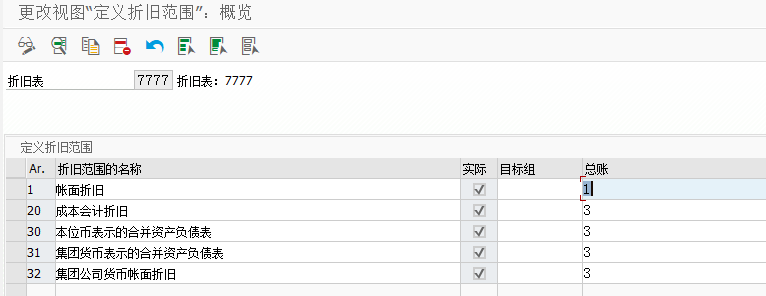 更改视图“定义折旧范围”：概览
折旧表 7777 折旧表：7777
定义折旧范围
Ar. 折旧范围的名称 实际 目标组 总账
1 帐面折旧 1
20 成本会计折旧 3
30 本位币表示的合并资产负债表 3
31 集团货币表示的合并资产负债表 3
32 集团公司货币帐面折旧 3